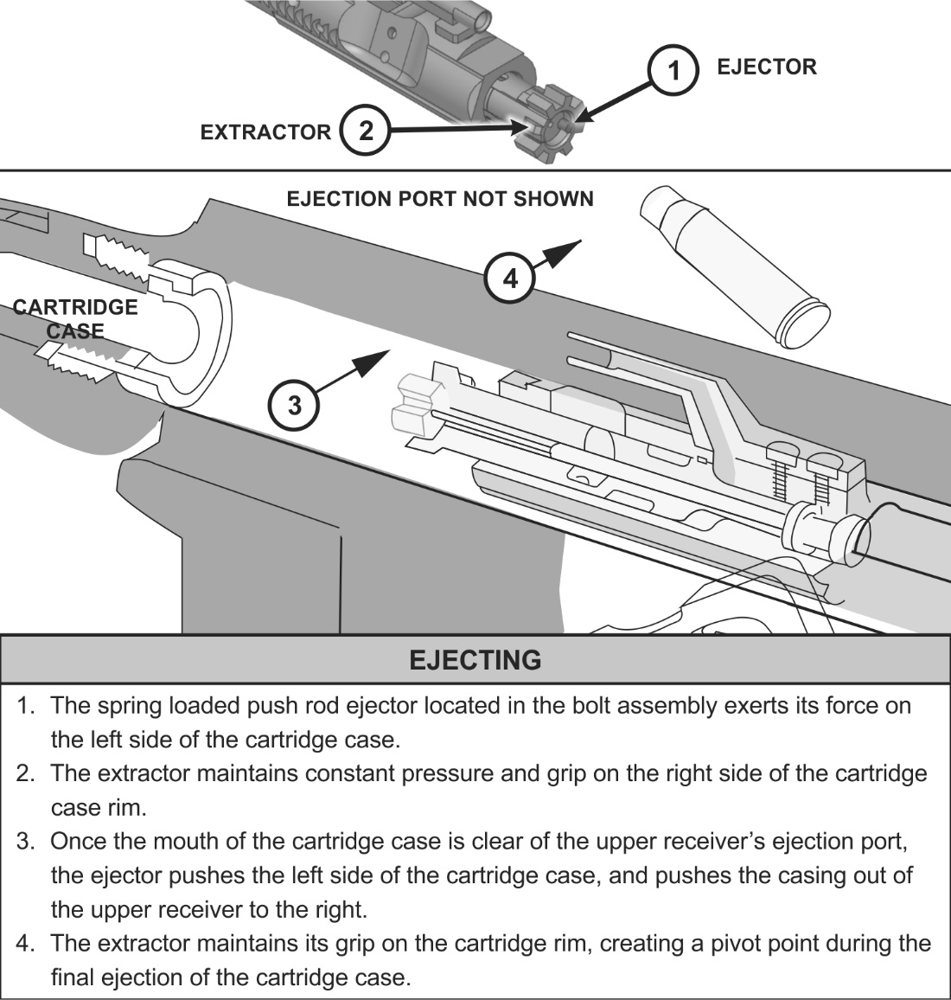 1 EJECTOR
EXTRACTOR 2
EJECTION PORT NOT SHOWN
4
CARTRIDGE
CASE
3
EJECTING
1. The spring loaded push rod ejector located in the bolt assembly exerts its force on
the left side of the cartridge case.
2. The extractor maintains constant pressure and grip on the right side of the cartridge
case rim.
3. Once the mouth of the cartridge case is clear of the upper receiver’s ejection port,
the ejector pushes the left side of the cartridge case, and pushes the casing out of
the upper receiver to the right.
4. The extractor maintains its grip on the cartridge rim, creating a pivot point during the
final ejection of the cartridge case.